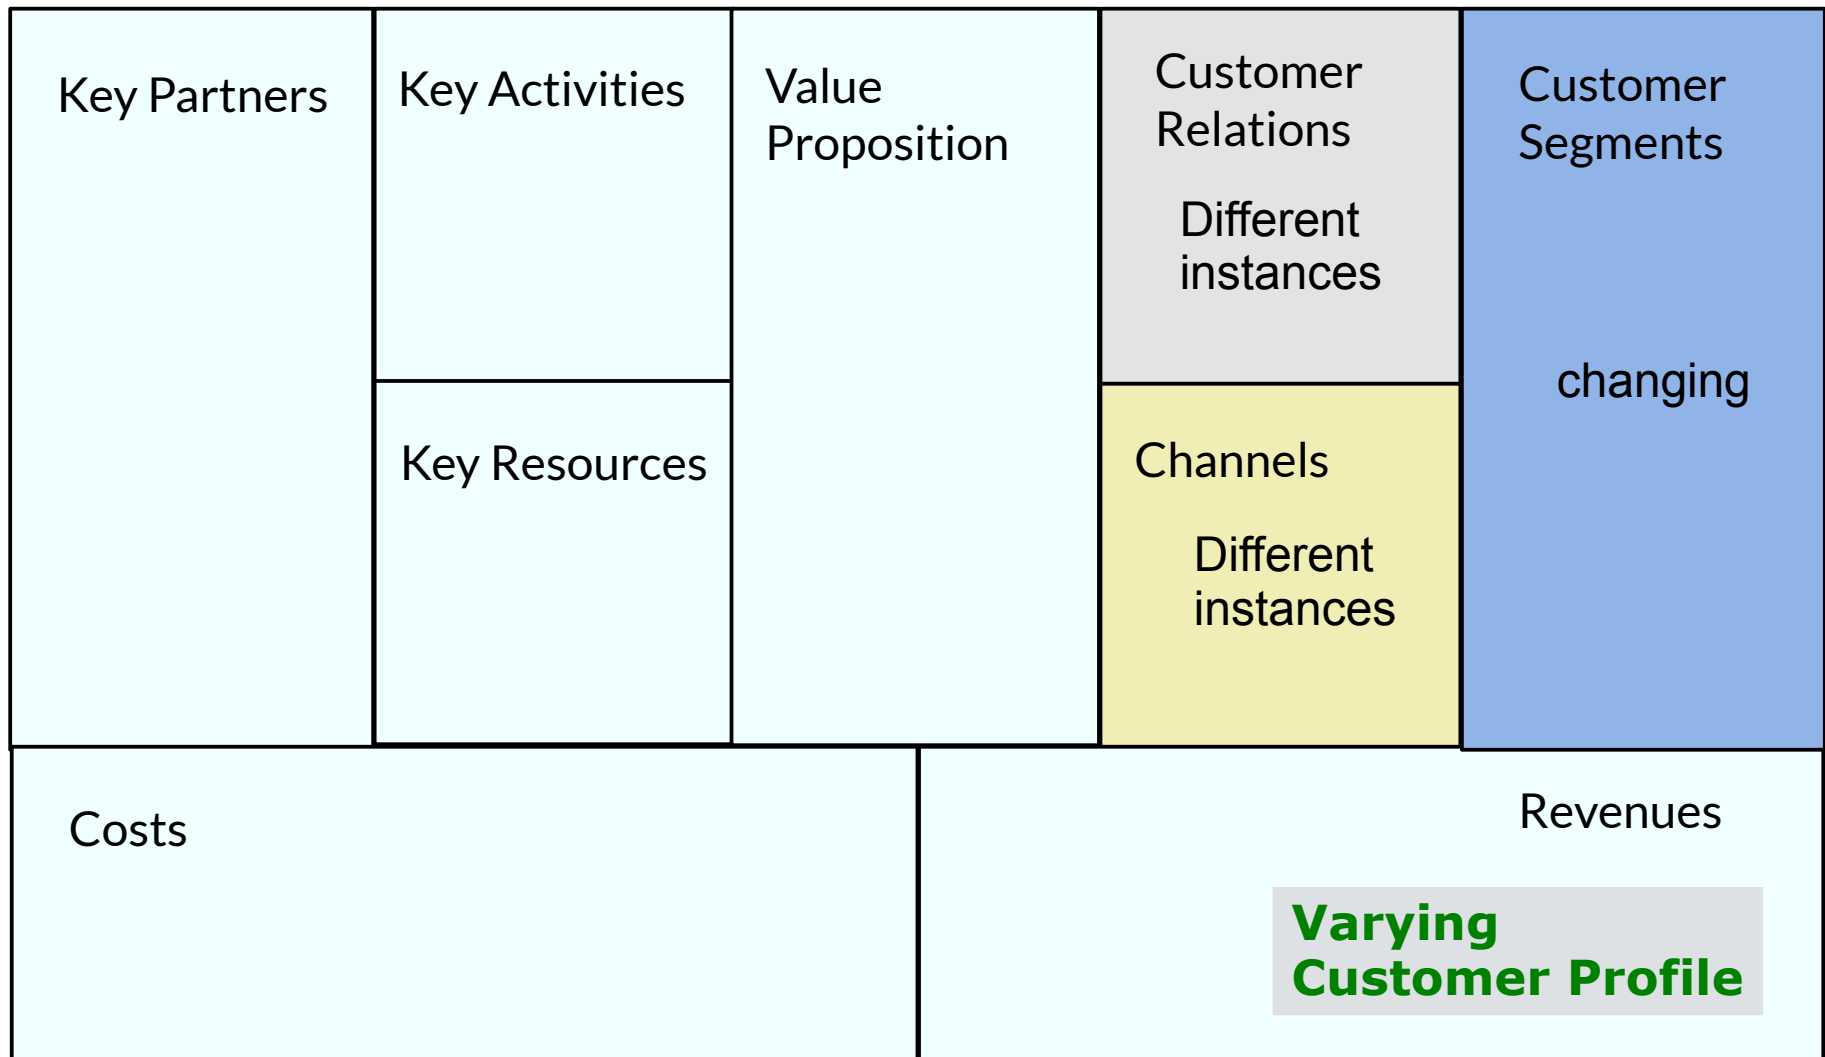 Key Partners
Key Activities
Key Resources
Value
Proposition
Customer
Relations
Different
instances
Channels
Different
instances
Customer
Segments
changing
Costs
Revenues
Varying
Customer Profile